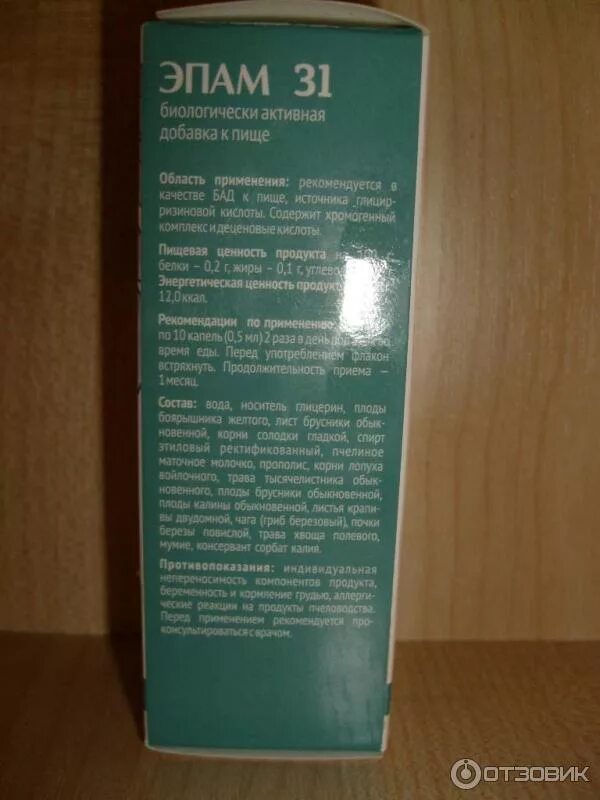 ЭПАМ 31
биологически активная
добавка к пище
Область применения: рекомендуется в
качестве БАД к пище, источника глицир-
ризиновой кислоты. Содержит хромогенный
комплекс и деценовые кислоты.
Пищевая ценность продукта
белки – 0,2 г, жиры – 0,1 г,
Энергетическая ценность
12,0 ккал.
Рекомендации по применению:
по 10 капель (0,5 мл) 2 раза в день
время еды. Перед употреблением флакон
встряхнуть. Продолжительность приема –
1 месяц.
Состав: вода, носитель глицерин, плоды
боярышника желтого, лист брусники обык-
новенной, корни солодки гладкой, спирт
этиловый ректификованный, пчелиное
маточное молочко, прополис, корни лопуха
войлочного, трава тысячелистника обык-
новенного, плоды брусники обыкновенной,
плоды калины обыкновенной, листья крапи-
вы двудомной, чага (гриб березовый), почки
березы повислой, трава хвоща полевого,
мумие, консервант сорбат калия.
Противопоказания: индивидуальная
непереносимость компонентов продукта,
беременность и кормление грудью, аллерги-
ческие реакции на продукты пчеловодства.
Перед применением рекомендуется про-
консультироваться с врачом.
ОТЗОВИК